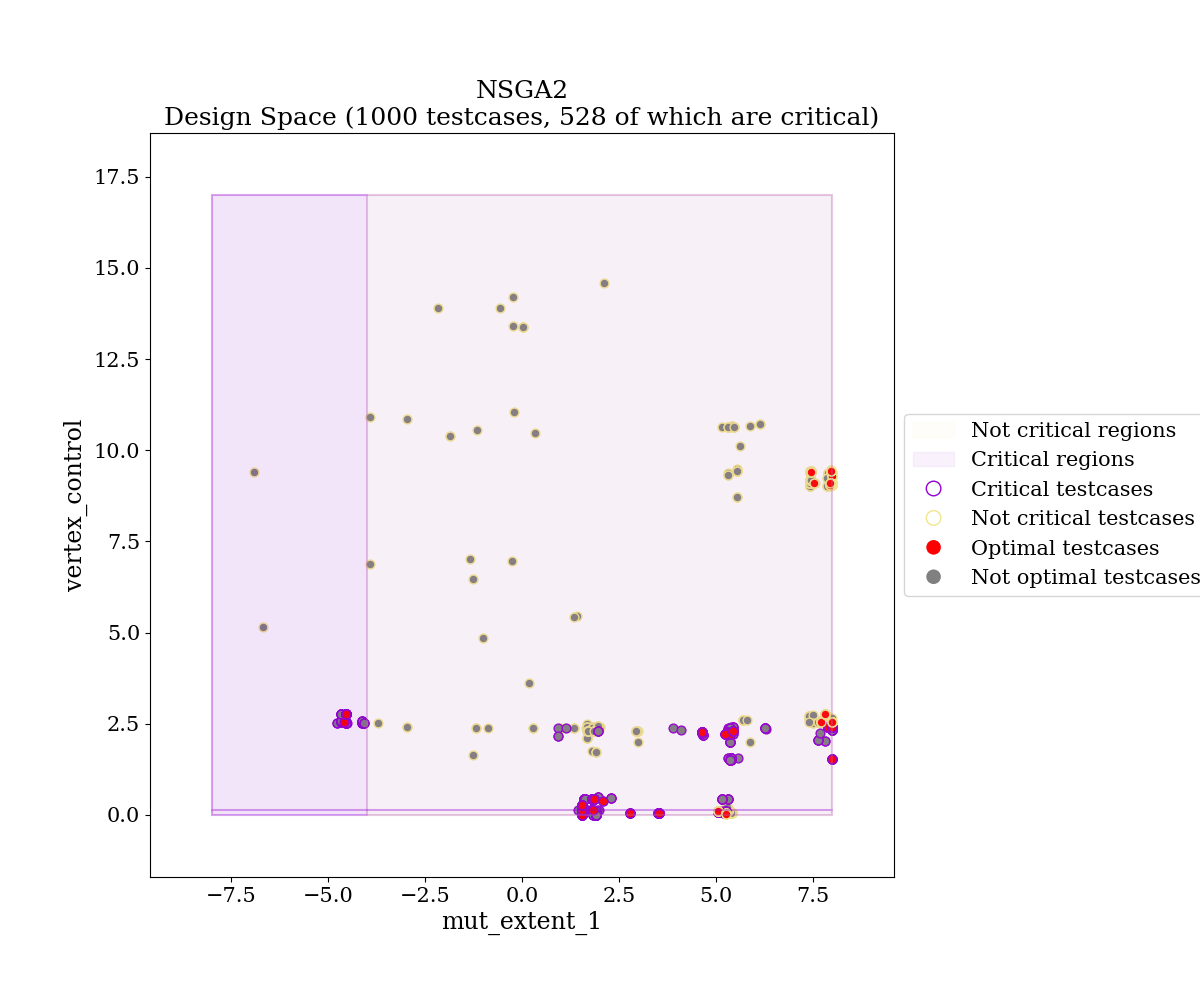 NSGA2
Design Space (1000 testcases, 528 of which are critical)
17.5
15.0
12.5
10.0
7.5
5.0
2.5
0.0
vertex_control
−7.5 −5.0 −2.5 0.0 2.5 5.0 7.5
mut_extent_1
Not critical regions
Critical regions
Critical testcases
Not critical testcases
Optimal testcases
Not optimal testcases